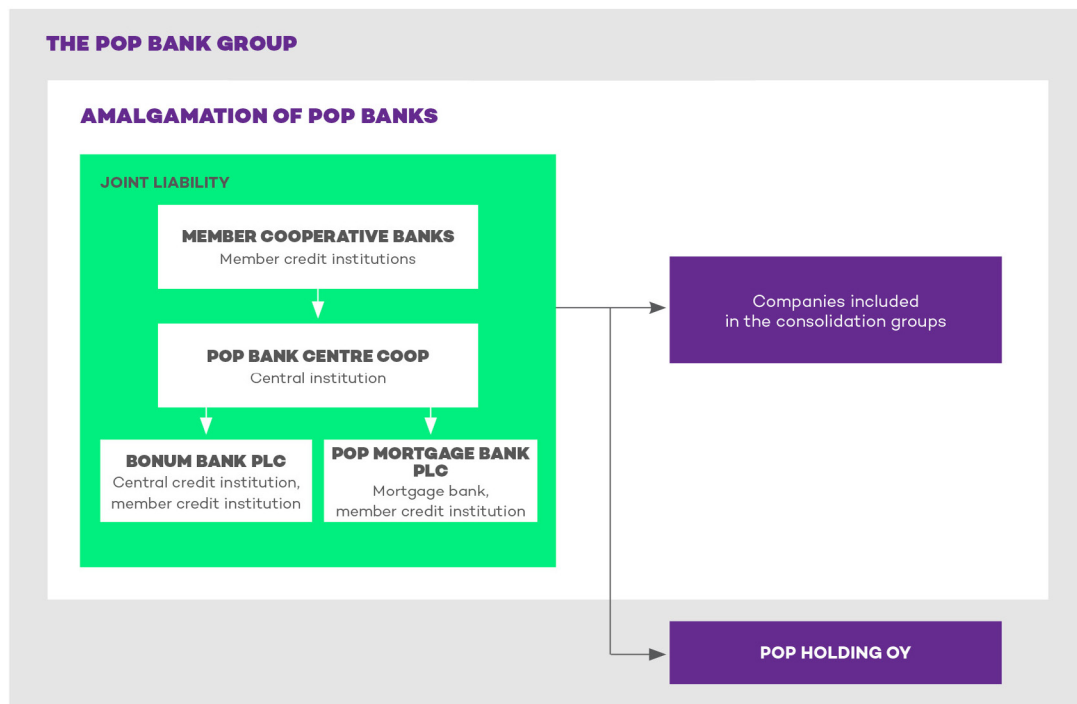 THE POP BANK GROUP
AMALGAMATION OF POP BANKS
JOINT LIABILITY
MEMBER COOPERATIVE BANKS
Member credit institutions
POP BANK CENTRE COOP
Central institution
BONUM BANK PLC
Central credit institution,
member credit institution
POP MORTGAGE BANK
PLC
Mortgage bank,
member credit institution
Companies included
in the consolidation groups
POP HOLDING OY